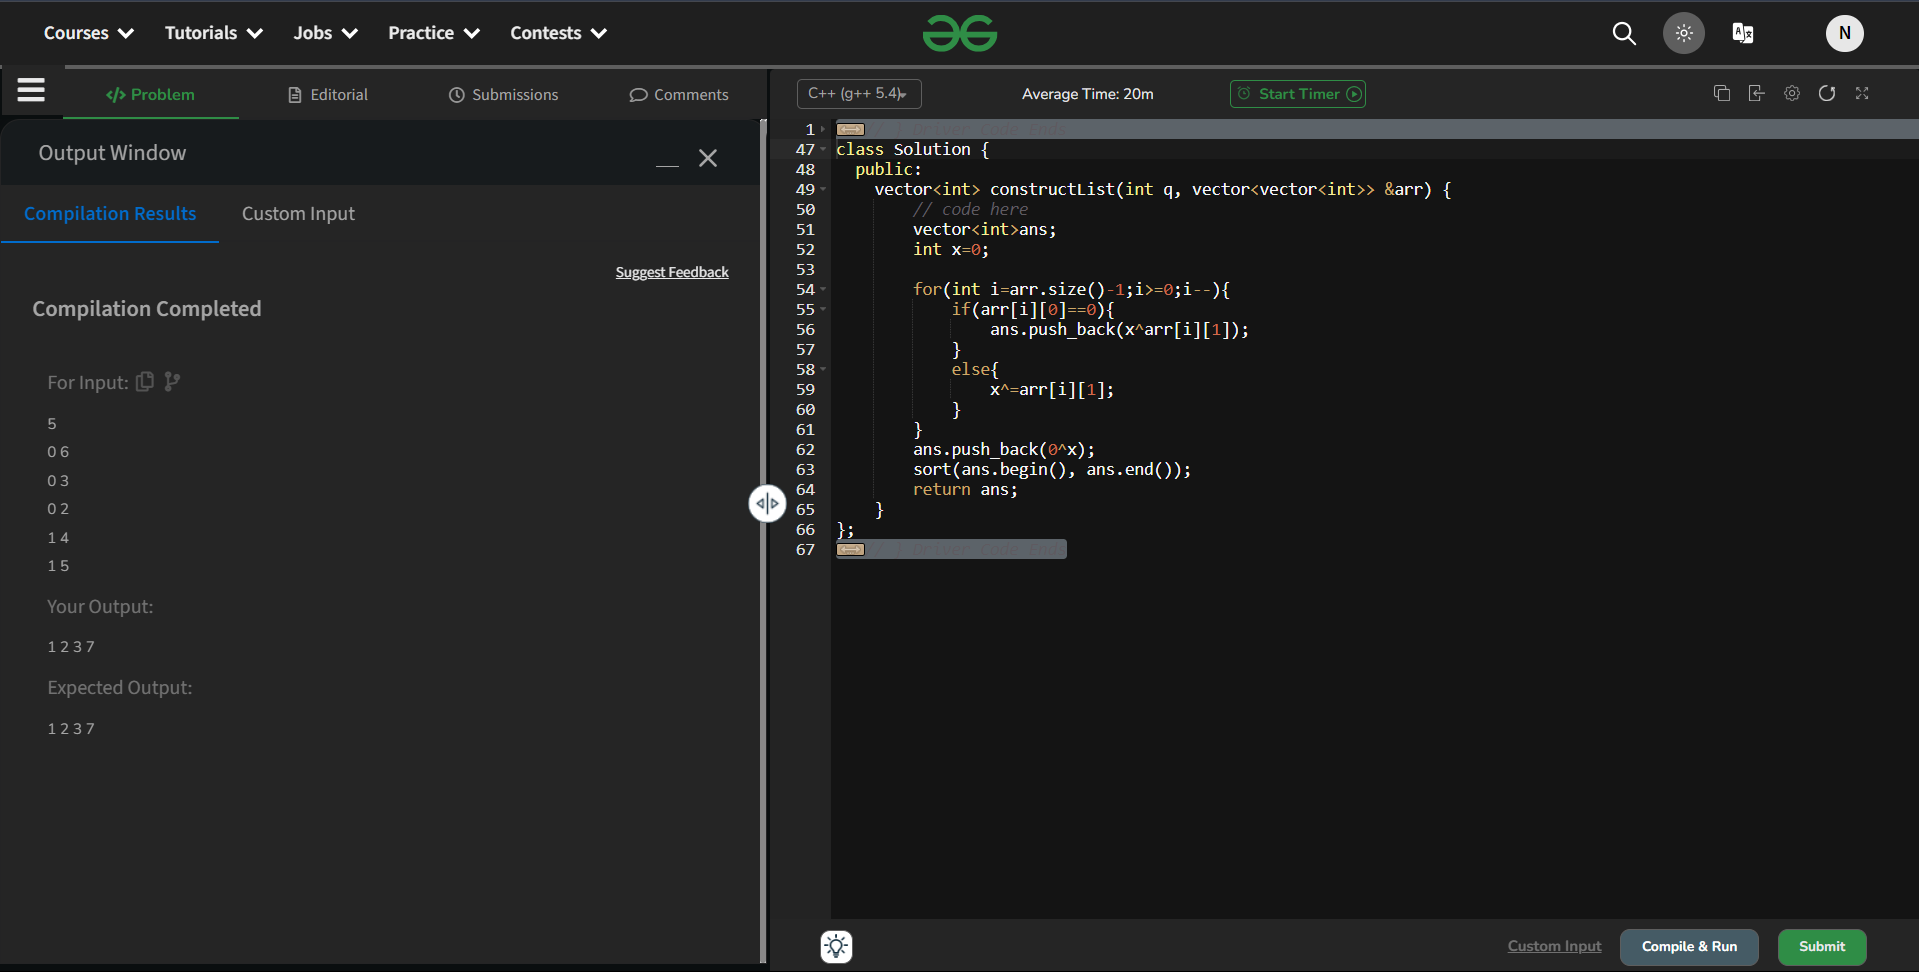 Courses Tutorials Jobs Practice Contests N
Problem Editorial Submissions Comments
Output Window
Compilation Results Custom Input
Suggest Feedback
Compilation Completed
For Input:
5
0 6
0 3
0 2
1 4
1 5
Your Output:
1 2 3 7
Expected Output:
1 2 3 7
C++ (g++ 5.4) Average Time: 20m Start Timer
1 // } Driver Code Ends
47 class Solution {
48 public:
49 vector<int> constructList(int q, vector<vector<int>> &arr) {
50 // code here
51 vector<int>ans;
52 int x=0;
53
54 for(int i=arr.size()-1;i>=0;i--){
55 if(arr[i][0]==0){
56 ans.push_back(x^arr[i][1]);
57 }
58 else{
59 x^=arr[i][1];
60 }
61 }
62 ans.push_back(0^x);
63 sort(ans.begin(), ans.end());
64 return ans;
65 }
66 };
67 // } Driver Code Ends
Custom Input Compile & Run Submit